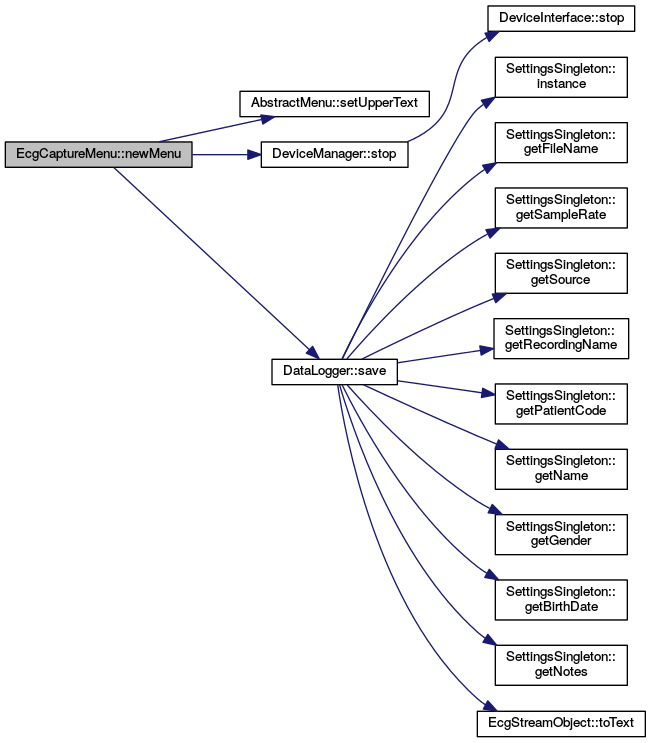 DeviceInterface::stop
SettingsSingleton::
instance
AbstractMenu::setUpperText
SettingsSingleton::
getFileName
EcgCaptureMenu::newMenu
DeviceManager::stop
SettingsSingleton::
getSampleRate
SettingsSingleton::
getSource
SettingsSingleton::
getRecordingName
DataLogger::save
SettingsSingleton::
getPatientCode
SettingsSingleton::
getName
SettingsSingleton::
getGender
SettingsSingleton::
getBirthDate
SettingsSingleton::
getNotes
EcgStreamObject::toText